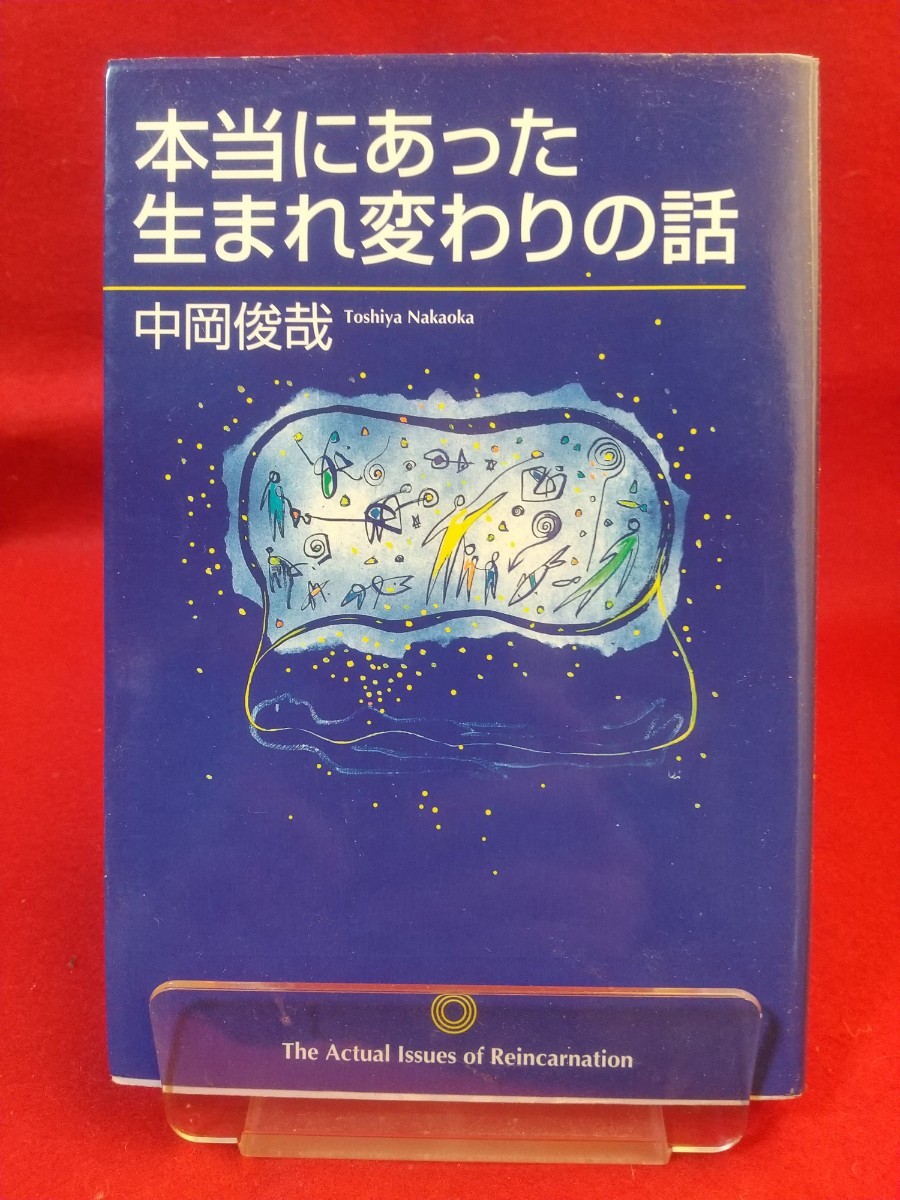 本当にあった
生まれ変わりの話
中岡俊哉 Toshiya Nakaoka
The Actual Issues of Reincarnation